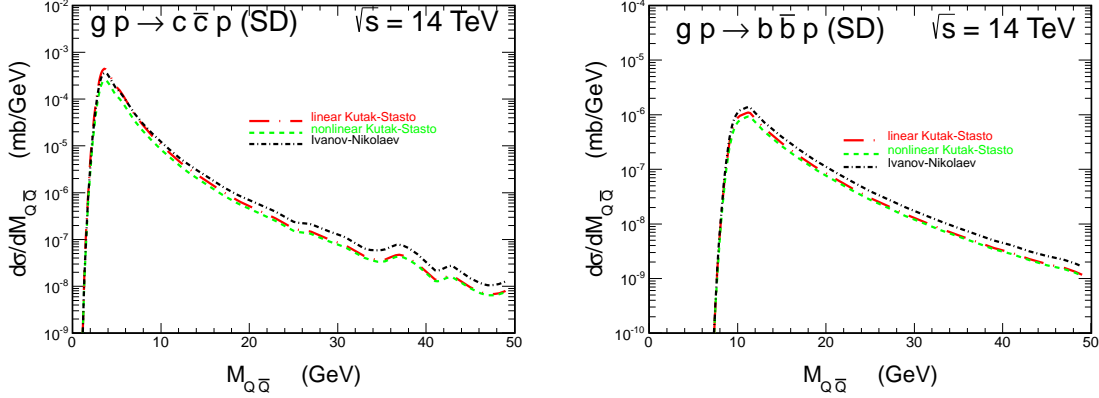 g p → c c̅ p (SD) √s = 14 TeV
dσ/dM_QQ̅ (mb/GeV)
10^-2
10^-3
10^-4
10^-5
10^-6
10^-7
10^-8
10^-9
linear Kutak-Stasto
nonlinear Kutak-Stasto
Ivanov-Nikolaev
0 10 20 30 40 50
M_QQ̅ (GeV)
g p → b b̅ p (SD) √s = 14 TeV
dσ/dM_QQ̅ (mb/GeV)
10^-4
10^-5
10^-6
10^-7
10^-8
10^-9
10^-10
linear Kutak-Stasto
nonlinear Kutak-Stasto
Ivanov-Nikolaev
0 10 20 30 40 50
M_QQ̅ (GeV)